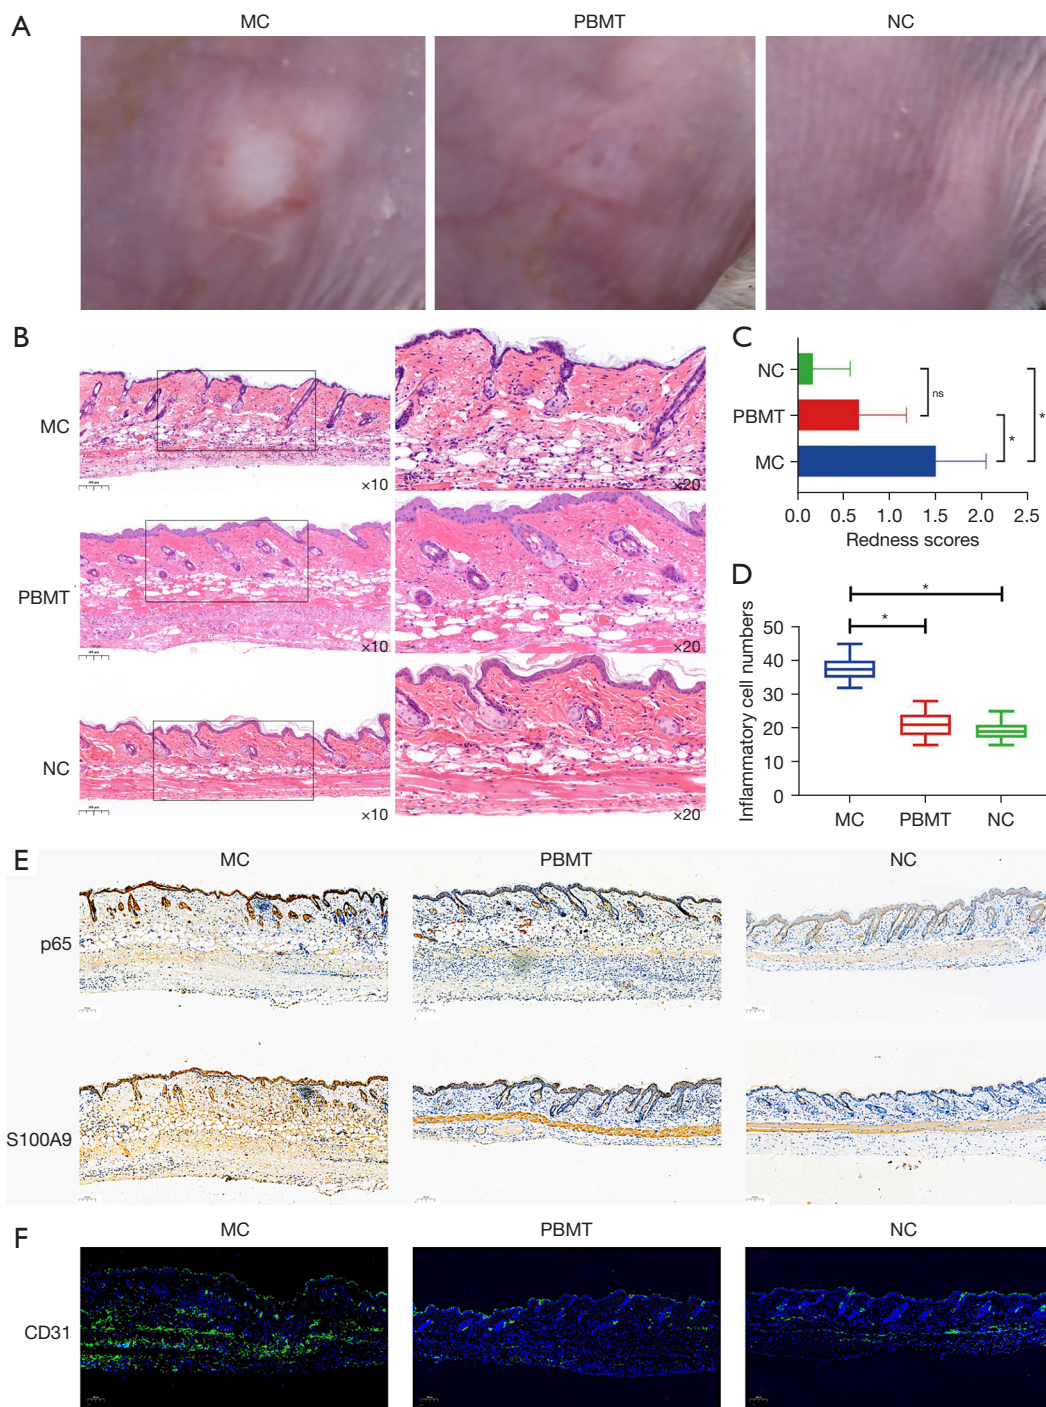 A
MC
PBMT
NC
B
MC
×10
×20
PBMT
×10
×20
NC
×10
×20
C
NC
PBMT
MC
ns
*
*
0.0 0.5 1.0 1.5 2.0 2.5
Redness scores
D
Inflammatory cell numbers
50
40
30
20
10
0
*
*
MC PBMT NC
E
MC PBMT NC
p65
S100A9
F
MC PBMT NC
CD31